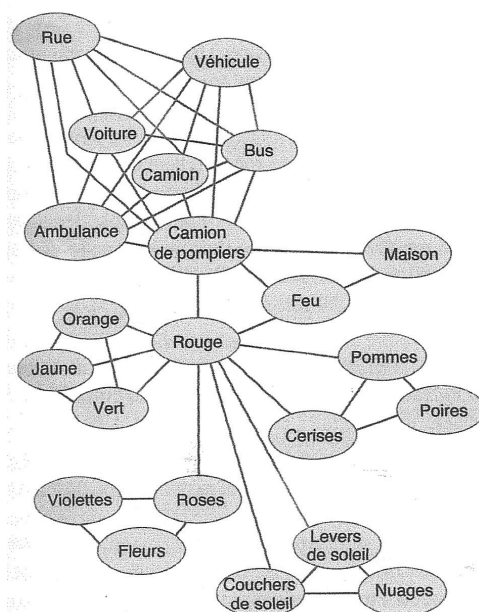 Rue
Véhicule
Voiture
Bus
Camion
Ambulance
Camion
de pompiers
Maison
Feu
Orange
Rouge
Pommes
Jaune
Vert
Poires
Cerises
Violettes
Roses
Fleurs
Levers
de soleil
Couchers
de soleil
Nuages